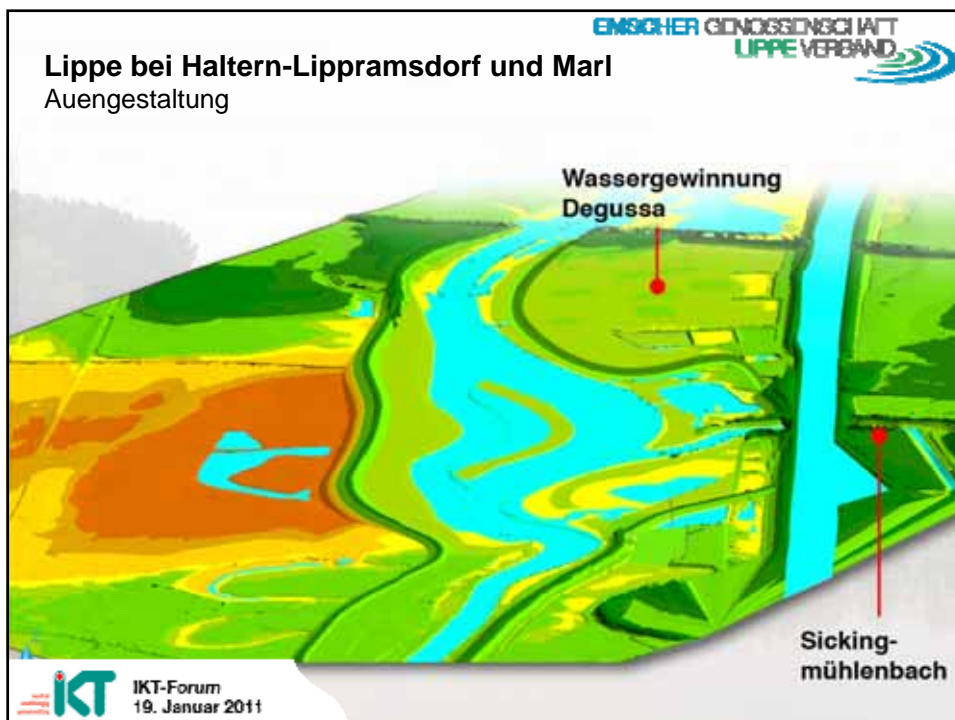 EMSCHER GENOSSENSCHAFT
LIPPE VERBAND
Lippe bei Haltern-Lippramsdorf und Marl
Auengestaltung
Wassergewinnung
Degussa
Sicking-
mühlenbach
IKT
IKT-Forum
19. Januar 2011